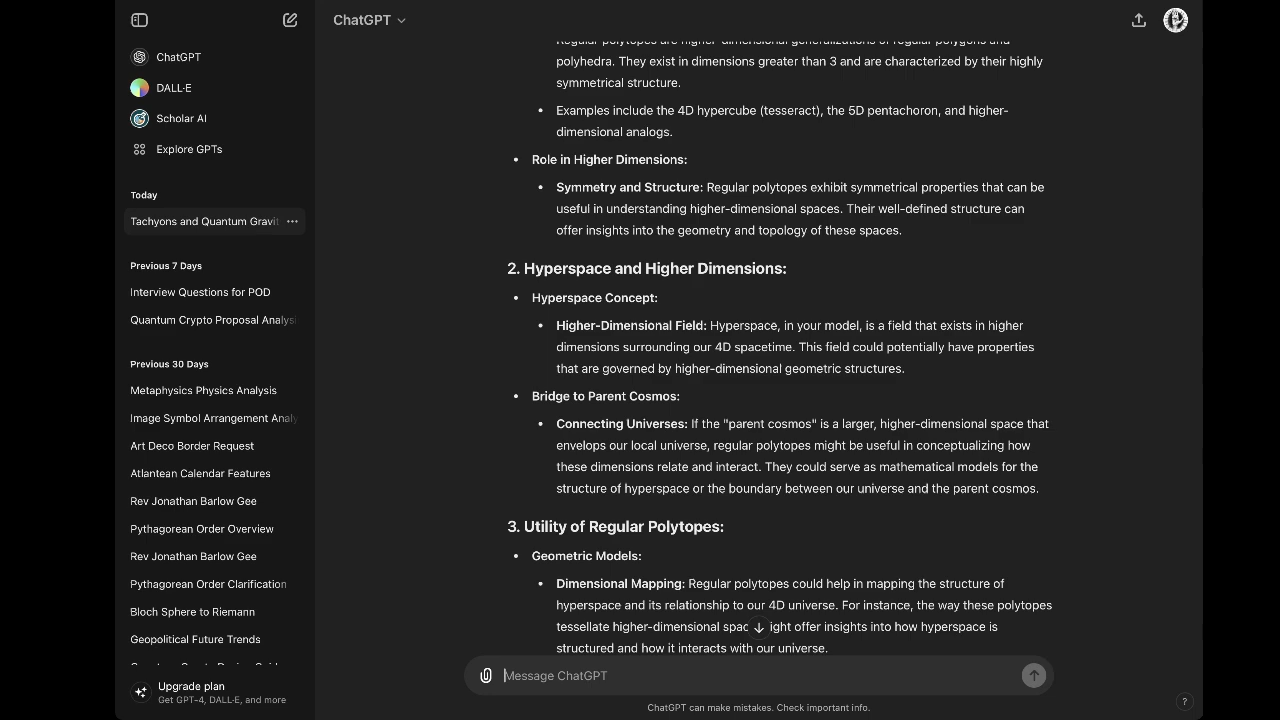 ChatGPT
ChatGPT
DALL·E
Scholar AI
Explore GPTs
Today
Tachyons and Quantum Gravit
Previous 7 Days
Interview Questions for POD
Quantum Crypto Proposal Analysi
Previous 30 Days
Metaphysics Physics Analysis
Image Symbol Arrangement Analy
Art Deco Border Request
Atlantean Calendar Features
Rev Jonathan Barlow Gee
Pythagorean Order Overview
Rev Jonathan Barlow Gee
Pythagorean Order Clarification
Bloch Sphere to Riemann
Geopolitical Future Trends
Upgrade plan
Get GPT-4, DALL·E, and more
Regular polytopes are higher-dimensional generalizations of regular polygons and
polyhedra. They exist in dimensions greater than 3 and are characterized by their highly
symmetrical structure.
• Examples include the 4D hypercube (tesseract), the 5D pentachoron, and higher-
dimensional analogs.
• Role in Higher Dimensions:
• Symmetry and Structure: Regular polytopes exhibit symmetrical properties that can be
useful in understanding higher-dimensional spaces. Their well-defined structure can
offer insights into the geometry and topology of these spaces.
2. Hyperspace and Higher Dimensions:
• Hyperspace Concept:
• Higher-Dimensional Field: Hyperspace, in your model, is a field that exists in higher
dimensions surrounding our 4D spacetime. This field could potentially have properties
that are governed by higher-dimensional geometric structures.
• Bridge to Parent Cosmos:
• Connecting Universes: If the "parent cosmos" is a larger, higher-dimensional space that
envelops our local universe, regular polytopes might be useful in conceptualizing how
these dimensions relate and interact. They could serve as mathematical models for the
structure of hyperspace or the boundary between our universe and the parent cosmos.
3. Utility of Regular Polytopes:
• Geometric Models:
• Dimensional Mapping: Regular polytopes could help in mapping the structure of
hyperspace and its relationship to our 4D universe. For instance, the way these polytopes
tessellate higher-dimensional spac ight offer insights into how hyperspace is
structured and how it interacts with our universe.
Message ChatGPT
ChatGPT can make mistakes. Check important info.
?